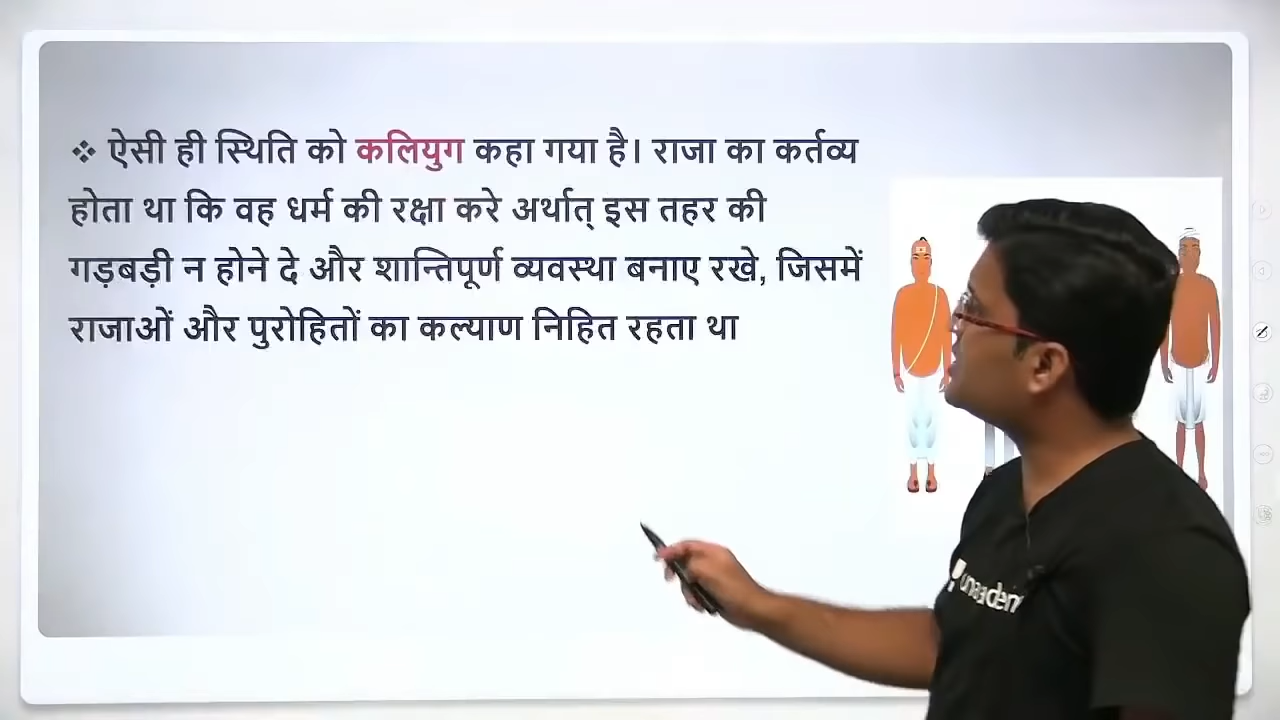 ❖ ऐसी ही स्थिति को कलियुग कहा गया है। राजा का कर्तव्य
होता था कि वह धर्म की रक्षा करे अर्थात् इस तहर की
गड़बड़ी न होने दे और शान्तिपूर्ण व्यवस्था बनाए रखे, जिसमें
राजाओं और पुरोहितों का कल्याण निहित रहता था